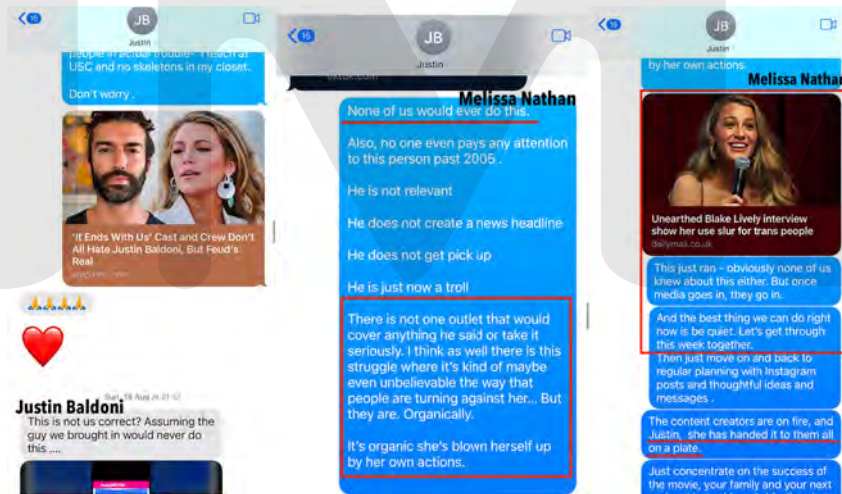 15
JB
Justin
USC and no skeletons in my closet.
Don't worry .
'It Ends With Us' Cast and Crew Don't
All Hate Justin Baldoni, But Feud's
Real
Justin Baldoni
This is not us correct? Assuming the
guy we brought in would never do
this ....
15
JB
Justin
Melissa Nathan
None of us would ever do this.
Also, no one even pays any attention
to this person past 2005 .
He is not relevant
He does not create a news headline
He does not get pick up
He is just now a troll
There is not one outlet that would
cover anything he said or take it
seriously. I think as well there is this
struggle where it's kind of maybe
even unbelievable the way that
people are turning against her... But
they are. Organically.
It's organic she's blown herself up
by her own actions.
15
JB
Justin
by her own actions.
Melissa Nathan
Unearthed Blake Lively interview
show her use slur for trans people
dailymail.co.uk
This just ran - obviously none of us
knew about this either. But once
media goes in, they go in.
And the best thing we can do right
now is be quiet. Let's get through
this week together.
Then just move on and back to
regular planning with Instagram
posts and thoughtful ideas and
messages .
The content creators are on fire, and
Justin, she has handed it to them all
on a plate.
Just concentrate on the success of
the movie, your family and your next